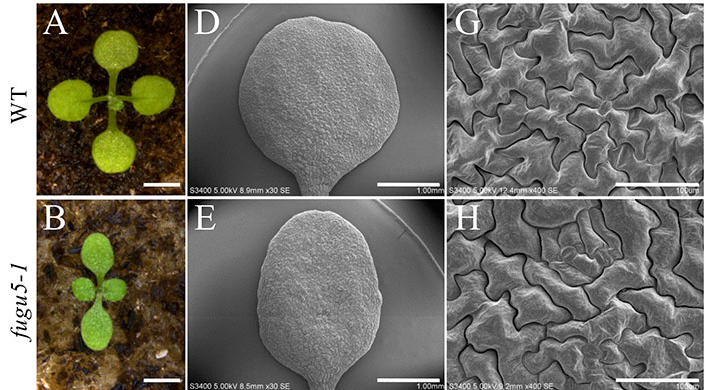 WT
A
D
S3400 5.00kV 8.9mm x30 SE
1.00mm
G
S3400 5.00kV 12.4mm x400 SE
100um
fugu5-1
B
E
S3400 5.00kV 8.5mm x30 SE
1.00mm
H
S3400 5.00kV 9.2mm x400 SE
100um